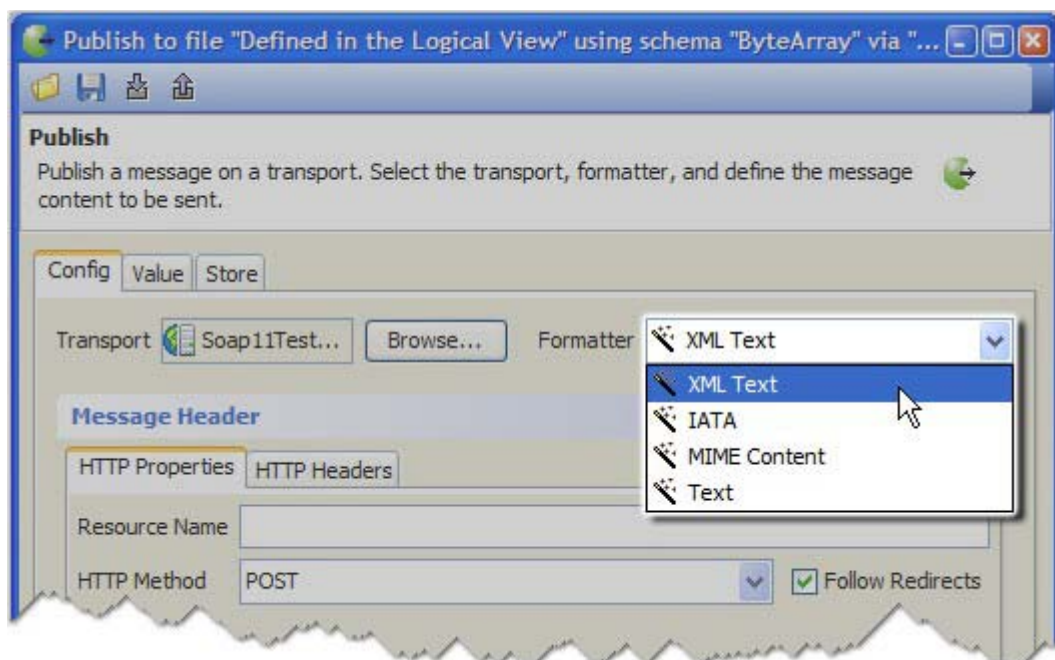 Publish to file "Defined in the Logical View" using schema "ByteArray" via "...
Publish
Publish a message on a transport. Select the transport, formatter, and define the message
content to be sent.
Config Value Store
Transport Soap11Test... Browse... Formatter XML Text
XML Text
IATA
MIME Content
Text
Message Header
HTTP Properties HTTP Headers
Resource Name
HTTP Method POST Follow Redirects